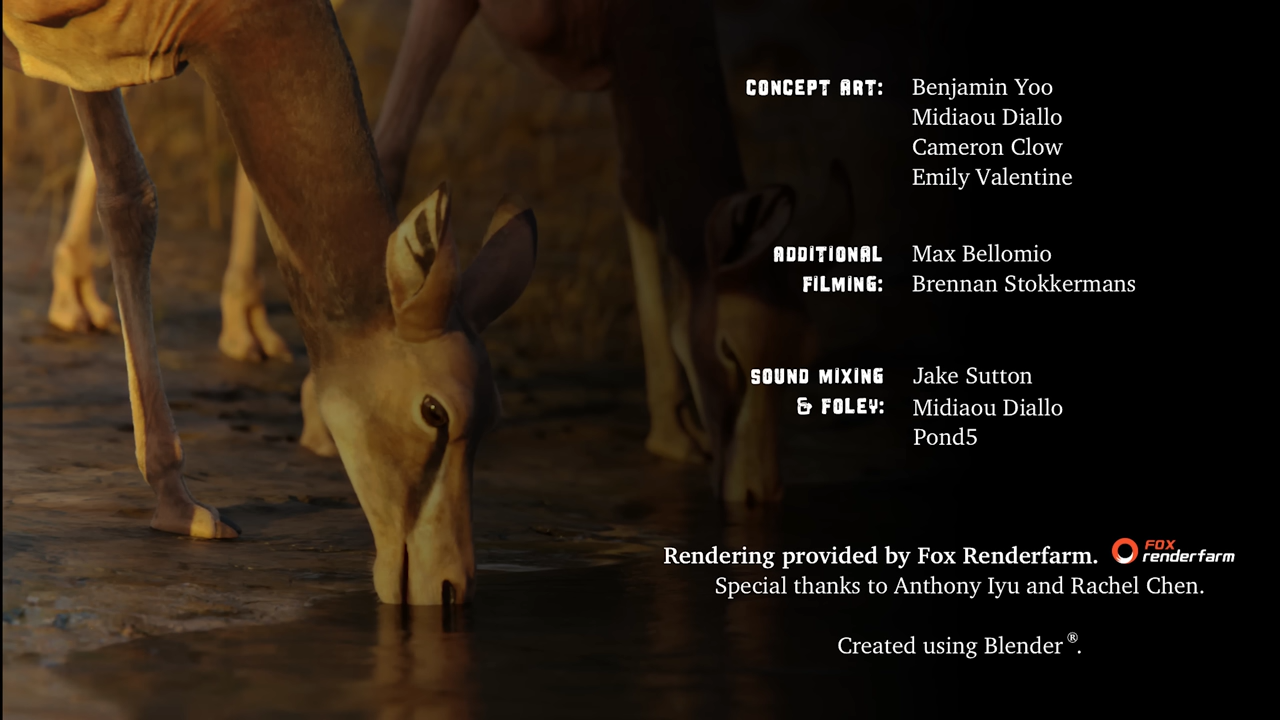 CONCEPT ART: Benjamin Yoo
Midiaou Diallo
Cameron Clow
Emily Valentine
ADDITIONAL Max Bellomio
FILMING: Brennan Stokkermans
SOUND MIXING Jake Sutton
& FOLEY: Midiaou Diallo
Pond5
Rendering provided by Fox Renderfarm. FOX renderfarm
Special thanks to Anthony Iyu and Rachel Chen.
Created using Blender®.